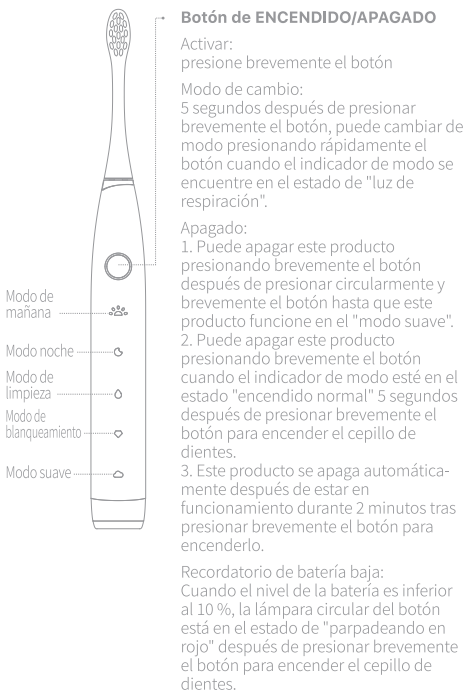 Botón de ENCENDIDO/APAGADO
Activar:
presione brevemente el botón
Modo de cambio:
5 segundos después de presionar
brevemente el botón, puede cambiar de
modo presionando rápidamente el
botón cuando el indicador de modo se
encuentre en el estado de "luz de
respiración".
Apagado:
1. Puede apagar este producto
presionando brevemente el botón
después de presionar circularmente y
brevemente el botón hasta que este
producto funcione en el "modo suave".
2. Puede apagar este producto
presionando brevemente el botón
cuando el indicador de modo esté en el
estado "encendido normal" 5 segundos
después de presionar brevemente el
botón para encender el cepillo de
dientes.
3. Este producto se apaga automática-
mente después de estar en
funcionamiento durante 2 minutos tras
presionar brevemente el botón para
encenderlo.
Recordatorio de batería baja:
Cuando el nivel de la batería es inferior
al 10 %, la lámpara circular del botón
está en el estado de "parpadeando en
rojo" después de presionar brevemente
el botón para encender el cepillo de
dientes.
Modo de
mañana
Modo noche
Modo de
limpieza
Modo de
blanqueamiento
Modo suave